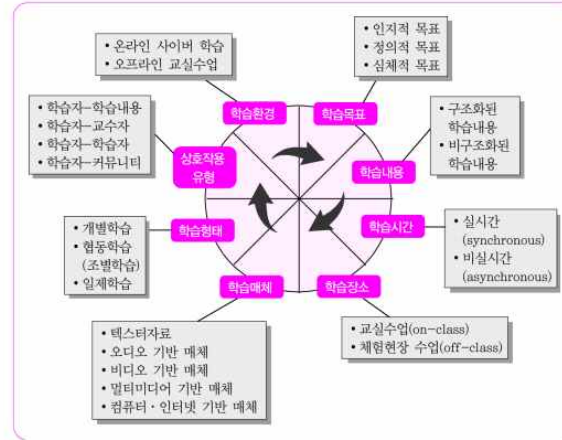 • 온라인 사이버 학습
• 오프라인 교실수업
• 인지적 목표
• 정의적 목표
• 심체적 목표
학습환경
학습목표
• 학습자–학습내용
• 학습자–교수자
• 학습자–학습자
• 학습자–커뮤니티
• 구조화된
학습내용
• 비구조화된
학습내용
상호작용
유형
학습내용
• 개별학습
• 협동학습
(조별학습)
• 일제학습
학습형태
학습시간
• 실시간
(synchronous)
• 비실시간
(asynchronous)
학습매체
학습장소
• 텍스터자료
• 오디오 기반 매체
• 비디오 기반 매체
• 멀티미디어 기반 매체
• 컴퓨터·인터넷 기반 매체
• 교실수업(on-class)
• 체험현장 수업(off-class)